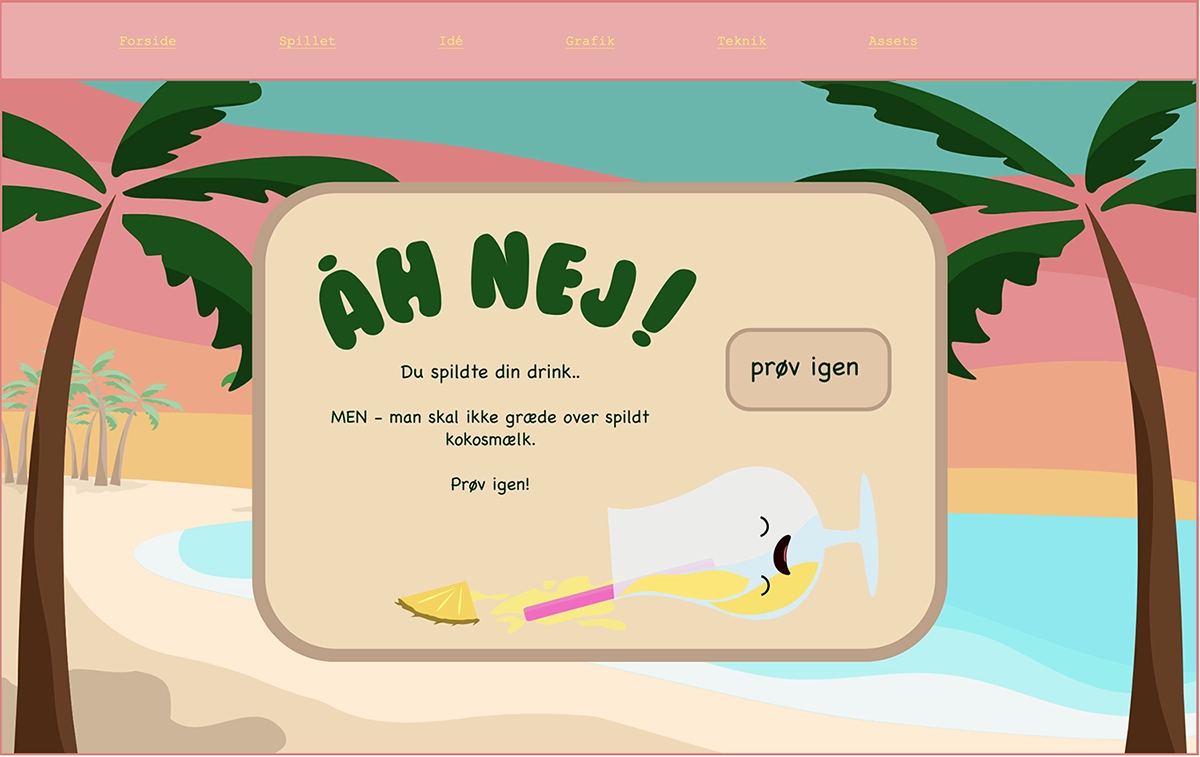 Forside Spillet Idé Grafik Teknik Assets
ÅH NEJ!
Du spildte din drink..
MEN - man skal ikke græde over spildt
kokosmælk.
Prøv igen!
prøv igen